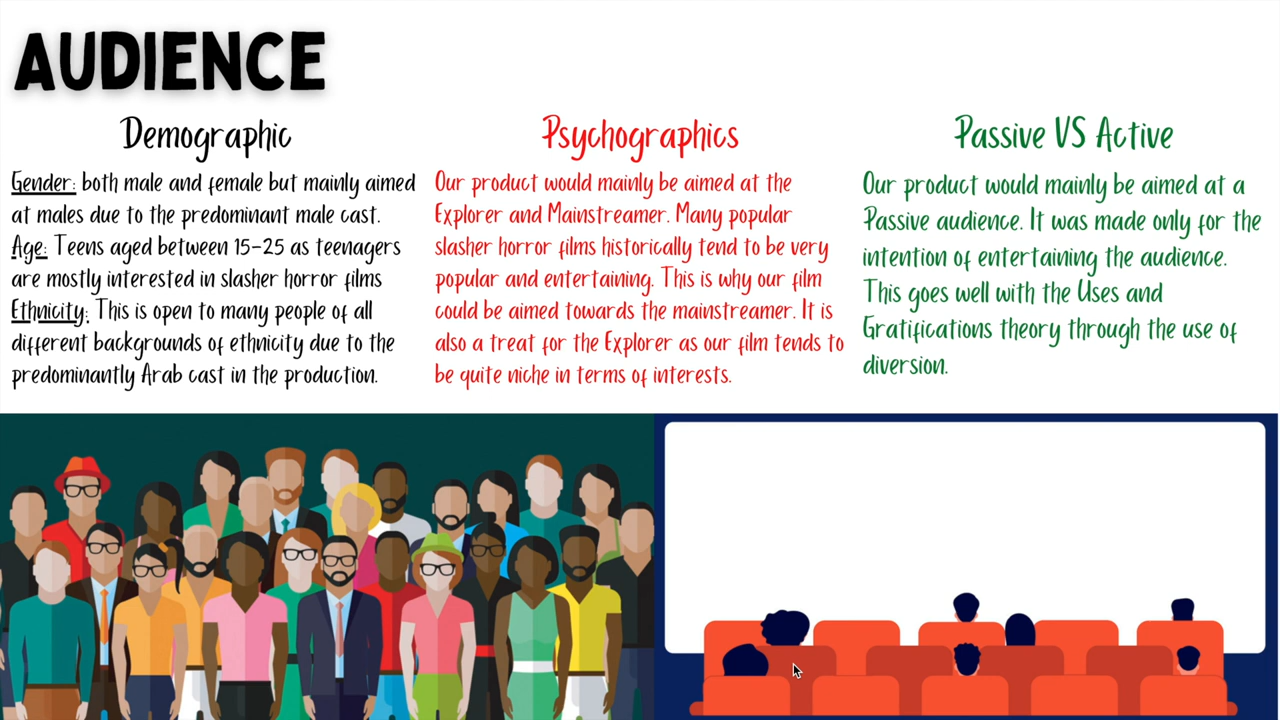 AUDIENCE
Demographic
Gender: both male and female but mainly aimed
at males due to the predominant male cast.
Age: Teens aged between 15-25 as teenagers
are mostly interested in slasher horror films
Ethnicity: This is open to many people of all
different backgrounds of ethnicity due to the
predominantly Arab cast in the production.
Psychographics
Our product would mainly be aimed at the
Explorer and Mainstreamer. Many popular
slasher horror films historically tend to be very
popular and entertaining. This is why our film
could be aimed towards the mainstreamer. It is
also a treat for the Explorer as our film tends to
be quite niche in terms of interests.
Passive VS Active
Our product would mainly be aimed at a
Passive audience. It was made only for the
intention of entertaining the audience.
This goes well with the Uses and
Gratifications theory through the use of
diversion.